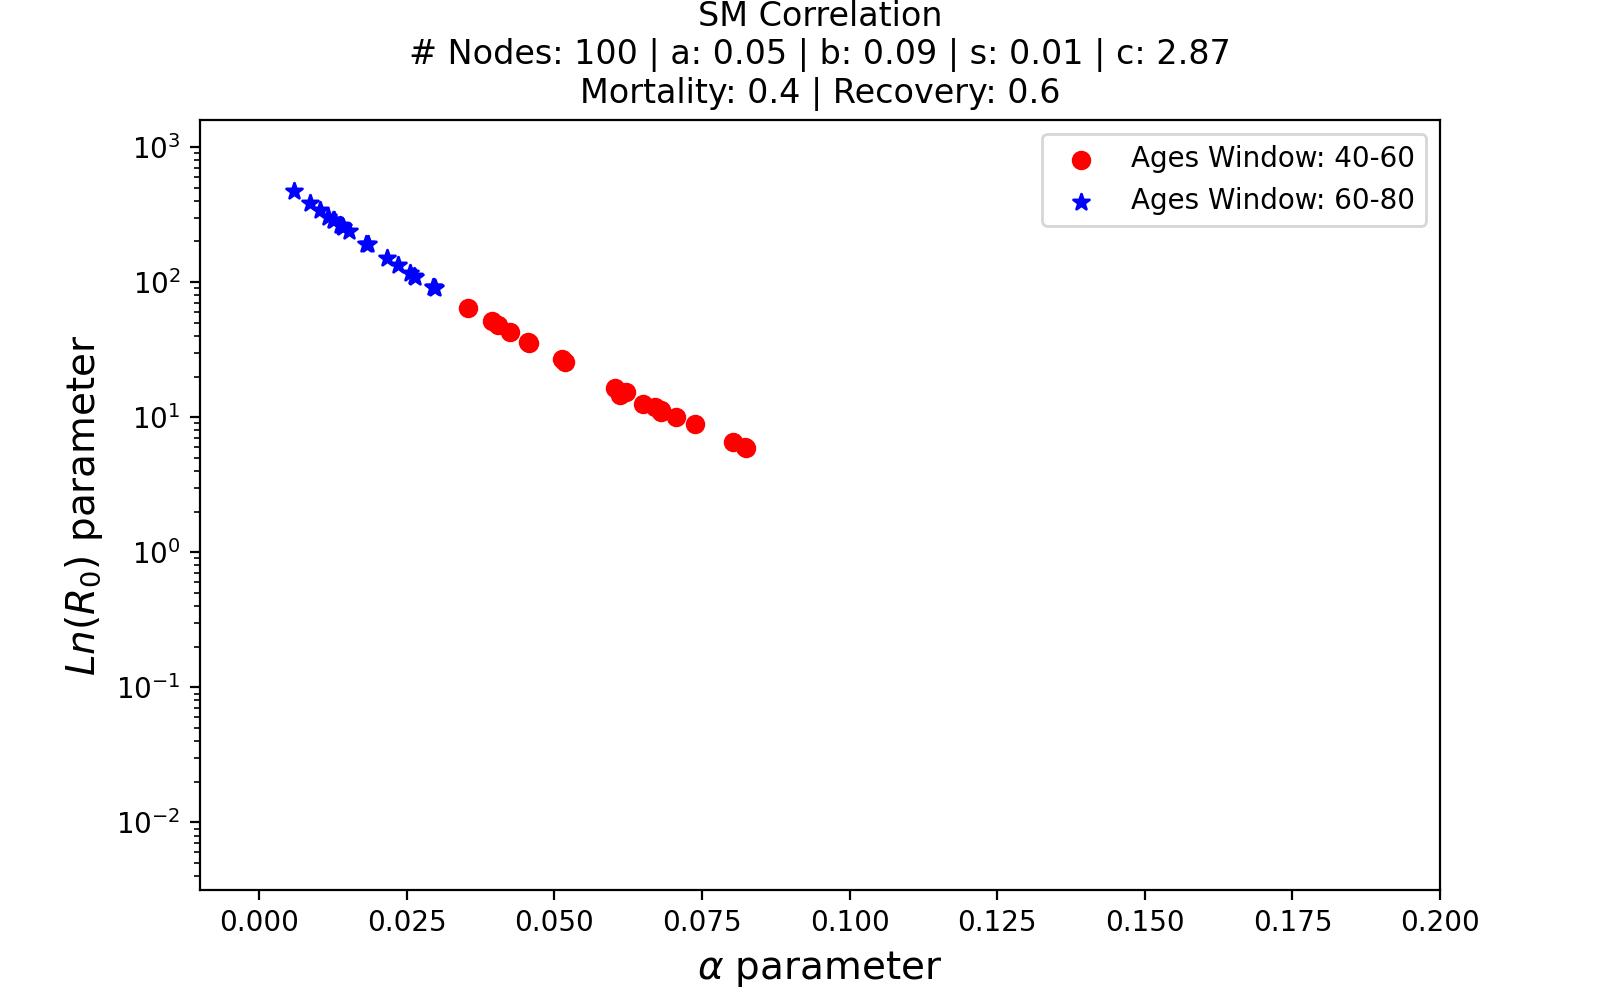 SM Correlation
# Nodes: 100 | a: 0.05 | b: 0.09 | s: 0.01 | c: 2.87
Mortality: 0.4 | Recovery: 0.6
Ages Window: 40-60
Ages Window: 60-80
10³
10²
10¹
10⁰
10⁻¹
10⁻²
Ln(R₀) parameter
0.000 0.025 0.050 0.075 0.100 0.125 0.150 0.175 0.200
α parameter